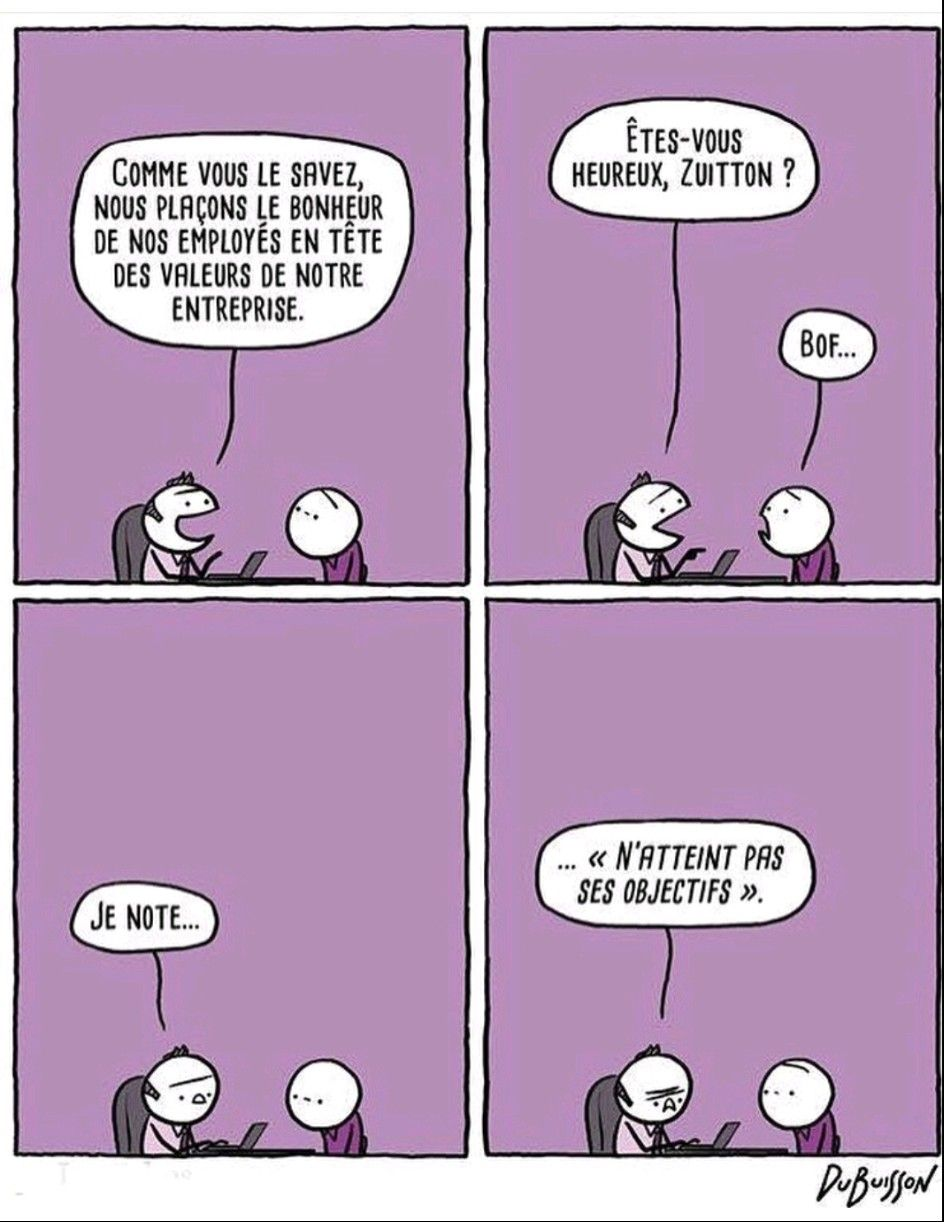 COMME VOUS LE SAVEZ,
NOUS PLAÇONS LE BONHEUR
DE NOS EMPLOYÉS EN TÊTE
DES VALEURS DE NOTRE
ENTREPRISE.
ÊTES-VOUS
HEUREUX, ZUITTON ?
BOF...
JE NOTE...
... « N'ATTEINT PAS
SES OBJECTIFS ».
DUBUISSON